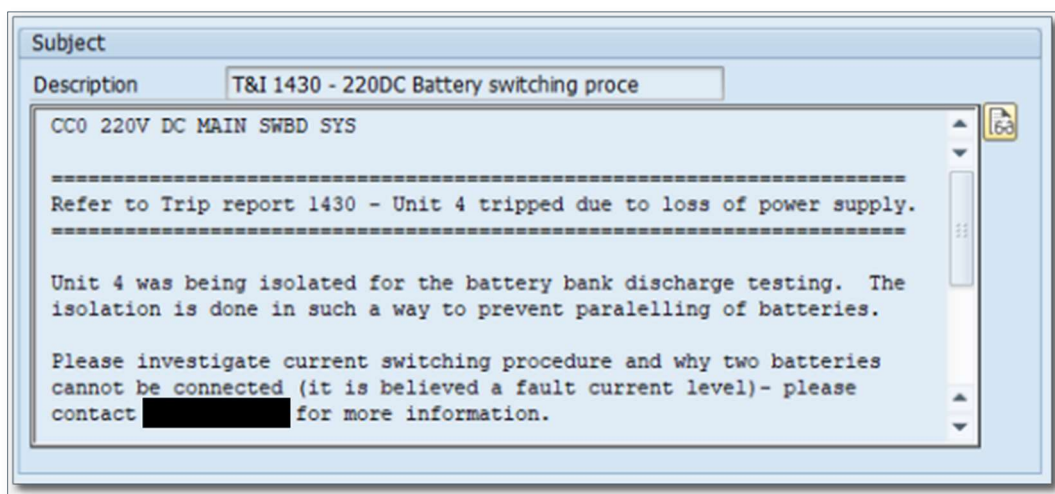 Subject
Description T&I 1430 - 220DC Battery switching proce
CC0 220V DC MAIN SWBD SYS
=====================================================================
Refer to Trip report 1430 - Unit 4 tripped due to loss of power supply.
=====================================================================
Unit 4 was being isolated for the battery bank discharge testing.  The
isolation is done in such a way to prevent paralelling of batteries.
Please investigate current switching procedure and why two batteries
cannot be connected (it is believed a fault current level)- please
contact for more information.